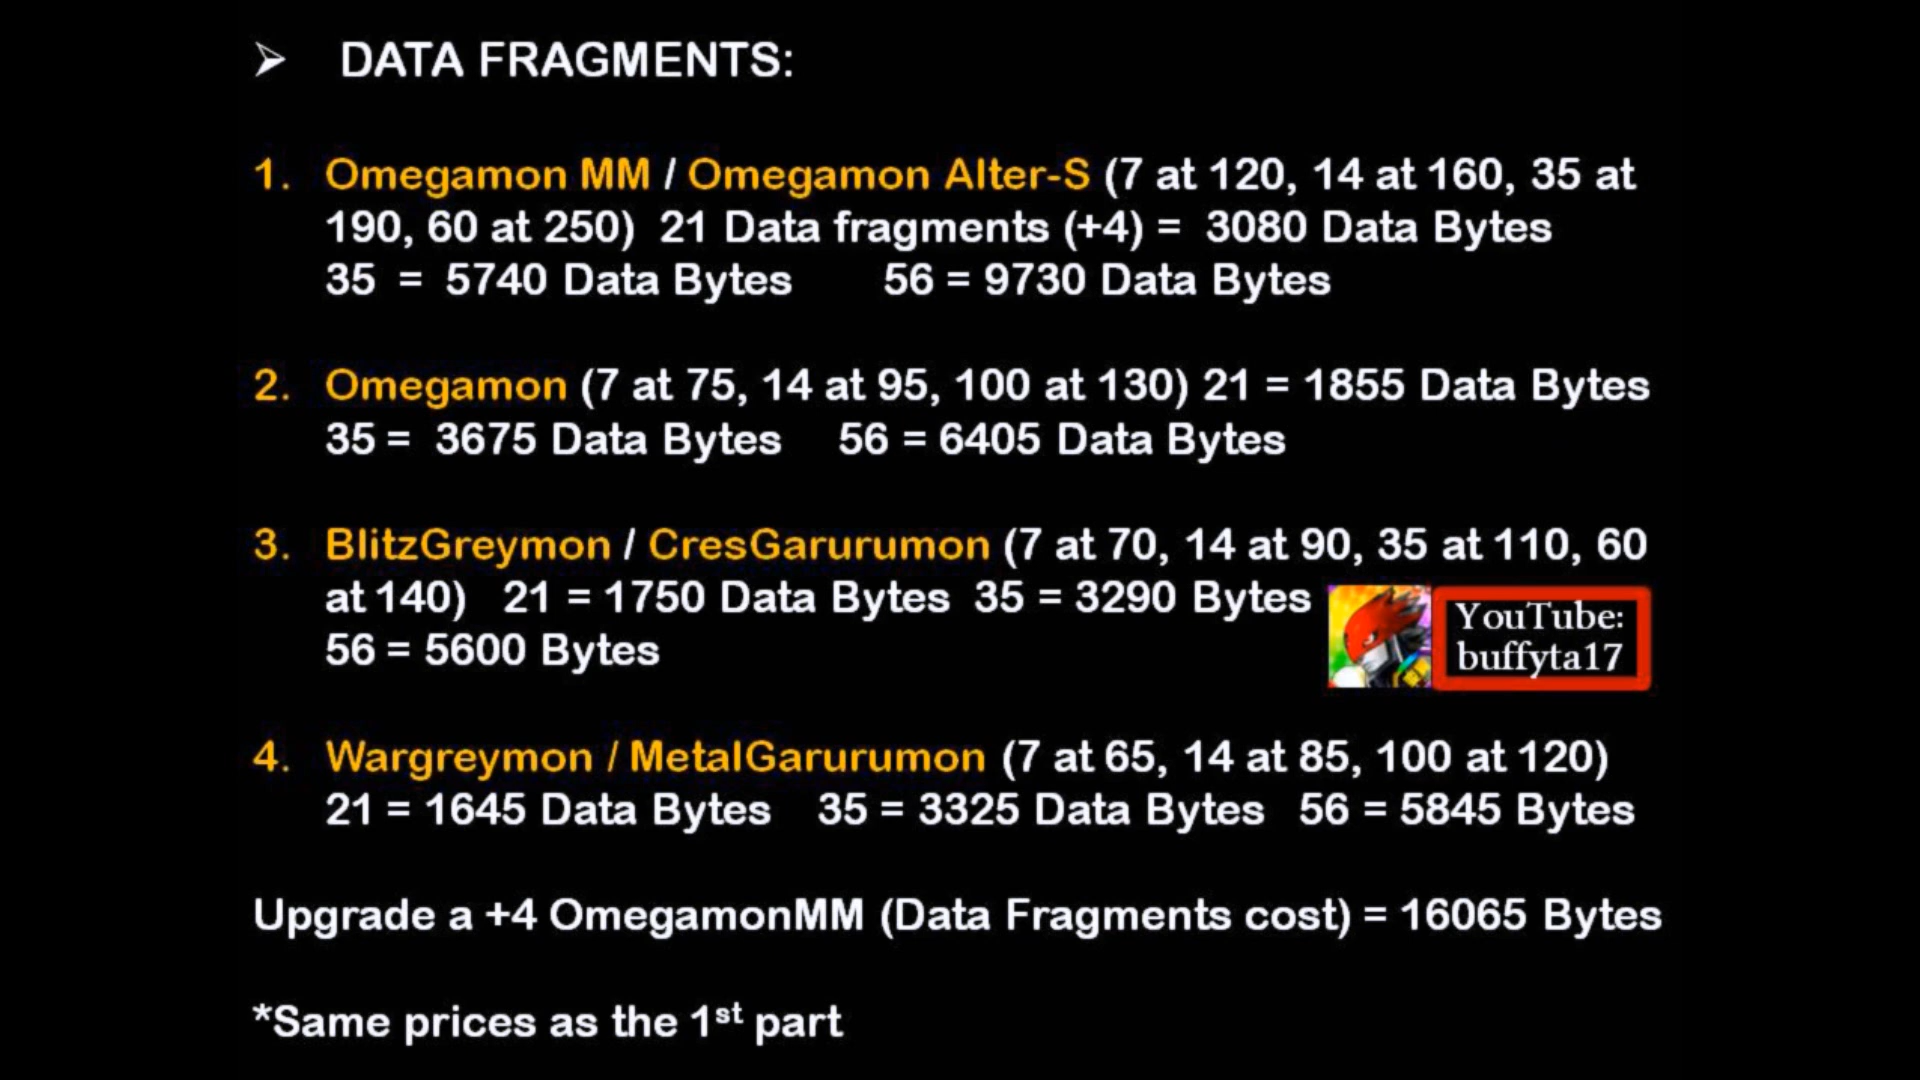 ➢ DATA FRAGMENTS:
1. Omegamon MM / Omegamon Alter-S (7 at 120, 14 at 160, 35 at
190, 60 at 250) 21 Data fragments (+4) = 3080 Data Bytes
35 = 5740 Data Bytes 56 = 9730 Data Bytes
2. Omegamon (7 at 75, 14 at 95, 100 at 130) 21 = 1855 Data Bytes
35 = 3675 Data Bytes 56 = 6405 Data Bytes
3. BlitzGreymon / CresGarurumon (7 at 70, 14 at 90, 35 at 110, 60
at 140) 21 = 1750 Data Bytes 35 = 3290 Bytes
56 = 5600 Bytes
YouTube:
buffyta17
4. Wargreymon / MetalGarurumon (7 at 65, 14 at 85, 100 at 120)
21 = 1645 Data Bytes 35 = 3325 Data Bytes 56 = 5845 Bytes
Upgrade a +4 OmegamonMM (Data Fragments cost) = 16065 Bytes
*Same prices as the 1st part